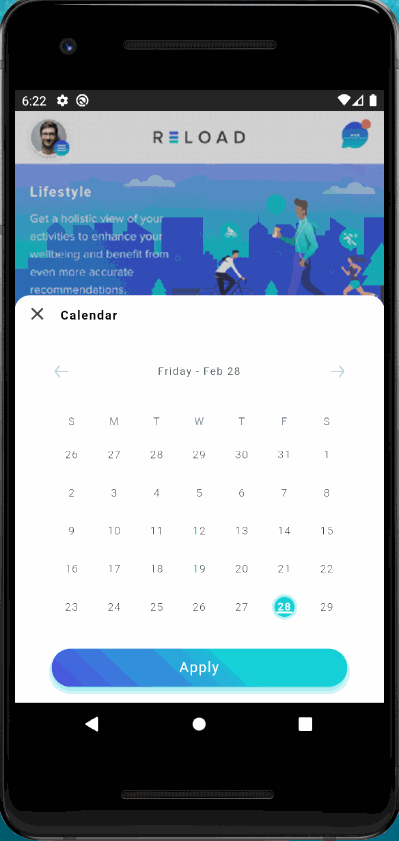 6:22
RELOAD
Lifestyle
Get a holistic view of your
activities to enhance your
wellbeing and benefit from
even more accurate
recommendations.
Calendar
Friday - Feb 28
S M T W T F S
26 27 28 29 30 31 1
2 3 4 5 6 7 8
9 10 11 12 13 14 15
16 17 18 19 20 21 22
23 24 25 26 27 28 29
Apply